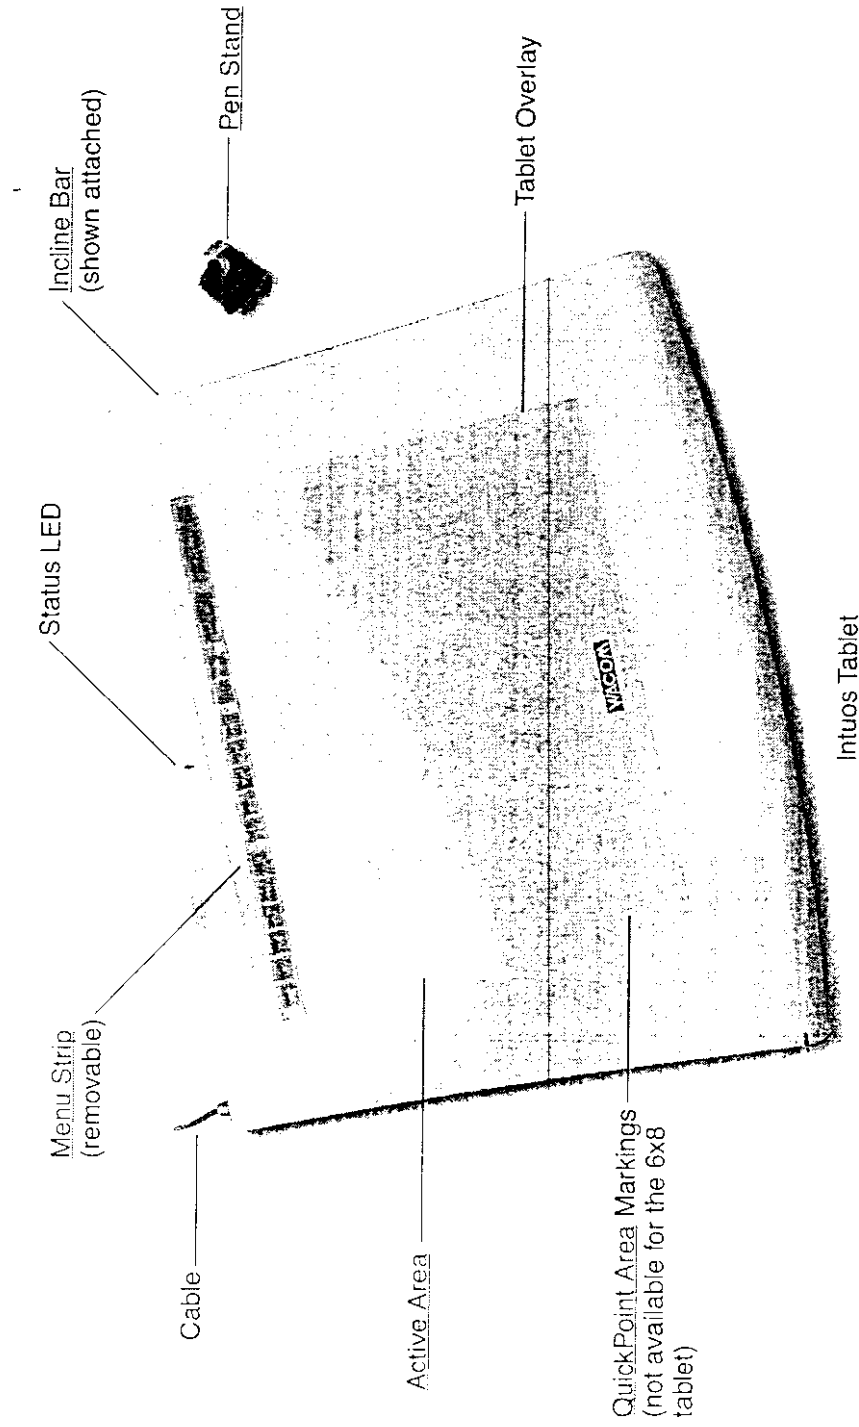 Menu Strip
(removable)
Status LED
Incline Bar
(shown attached)
Pen Stand
Cable
Active Area
Tablet Overlay
QuickPoint Area Markings
(not available for the 6x8
tablet)
WACOM
Intuos Tablet